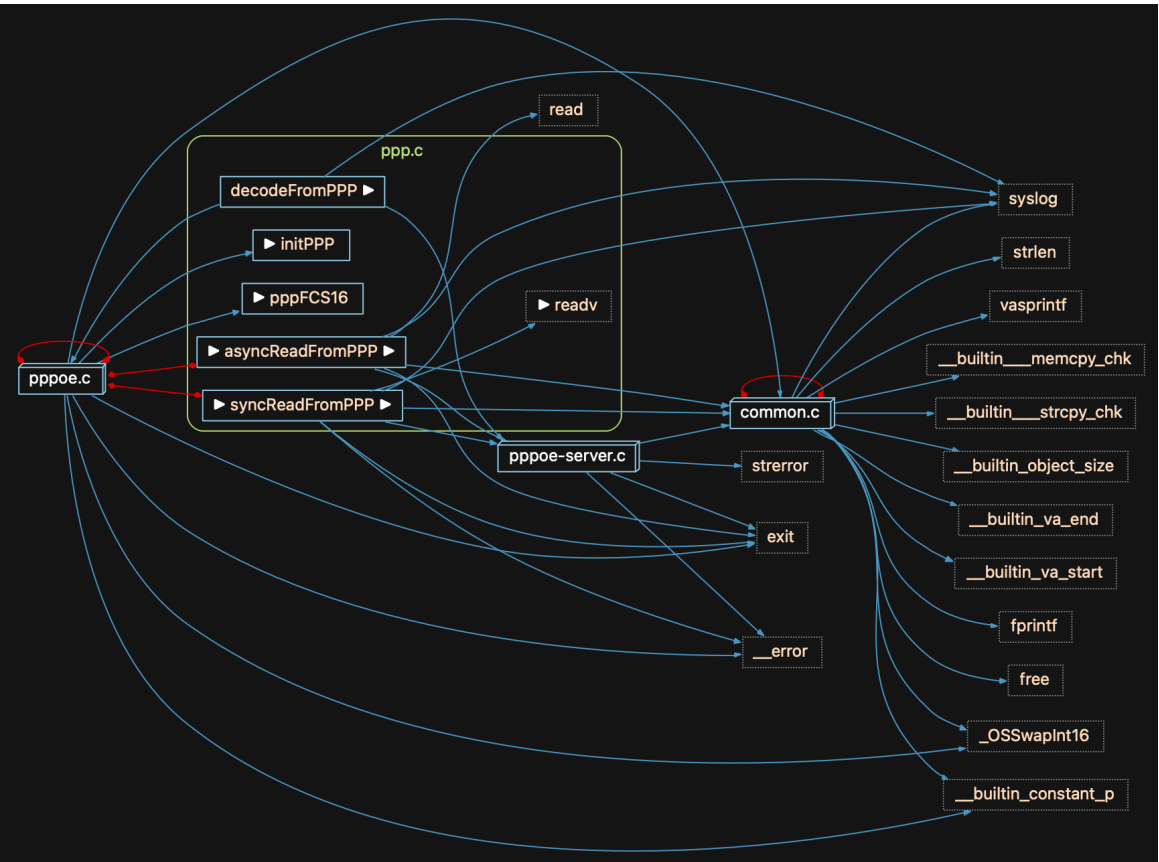 read
ppp.c
decodeFromPPP
syslog
initPPP
strlen
pppFCS16
readv
vasprintf
asyncReadFromPPP
__builtin___memcpy_chk
pppoe.c
syncReadFromPPP
common.c
__builtin___strcpy_chk
pppoe-server.c
strerror
__builtin_object_size
__builtin_va_end
exit
__builtin_va_start
fprintf
__error
free
_OSSwapInt16
__builtin_constant_p